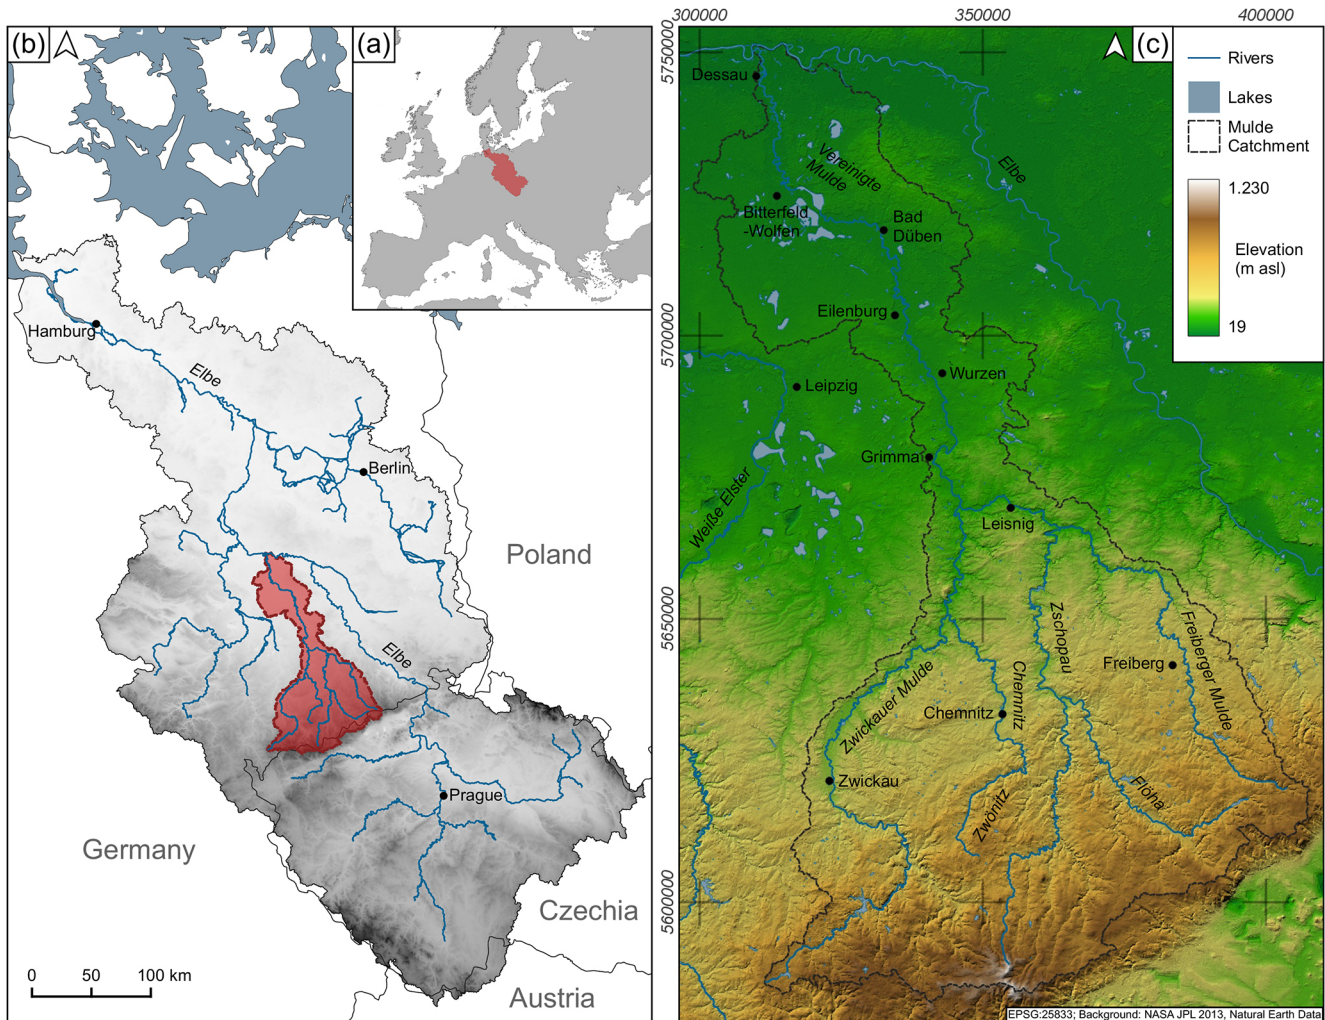 (b)
(a)
Hamburg
Elbe
Berlin
Poland
Elbe
Prague
Germany
Czechia
Austria
0 50 100 km
300000 350000 400000
5750000
5700000
5650000
5600000
(c)
Rivers
Lakes
Mulde
Catchment
1.230
Elevation
(m asl)
19
Dessau
Elbe
Vereinigte
Mulde
Bitterfeld
-Wolfen
Bad
Düben
Eilenburg
Leipzig
Wurzen
Grimma
Weiße Elster
Leisnig
Zschopau
Freiberger Mulde
Freiberg
Zwickauer Mulde
Chemnitz
Chemnitz
Zwickau
Zwönitz
Flöha
EPSG:25833; Background: NASA JPL 2013, Natural Earth Data